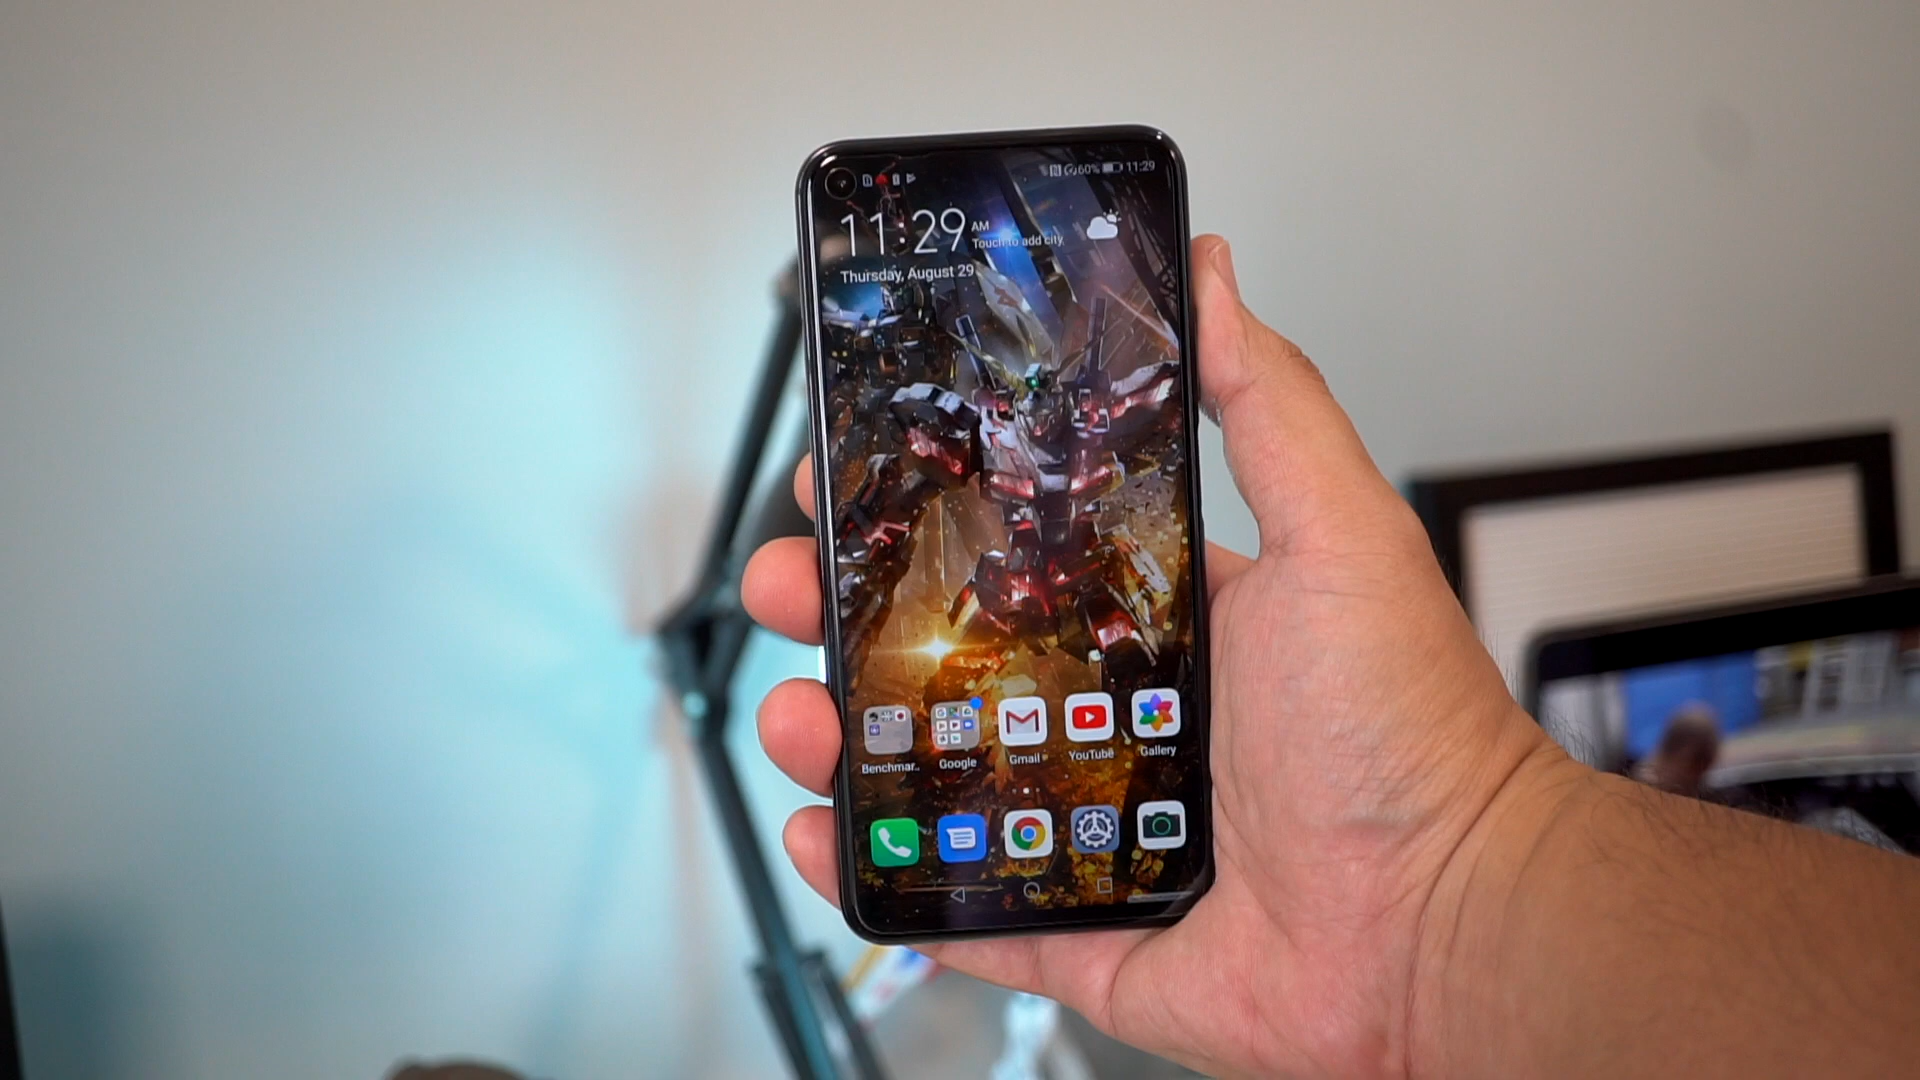 60% 11:29
11:29 AM
Touch to add city.
Thursday, August 29
Benchmar.. Google Gmail YouTube Gallery